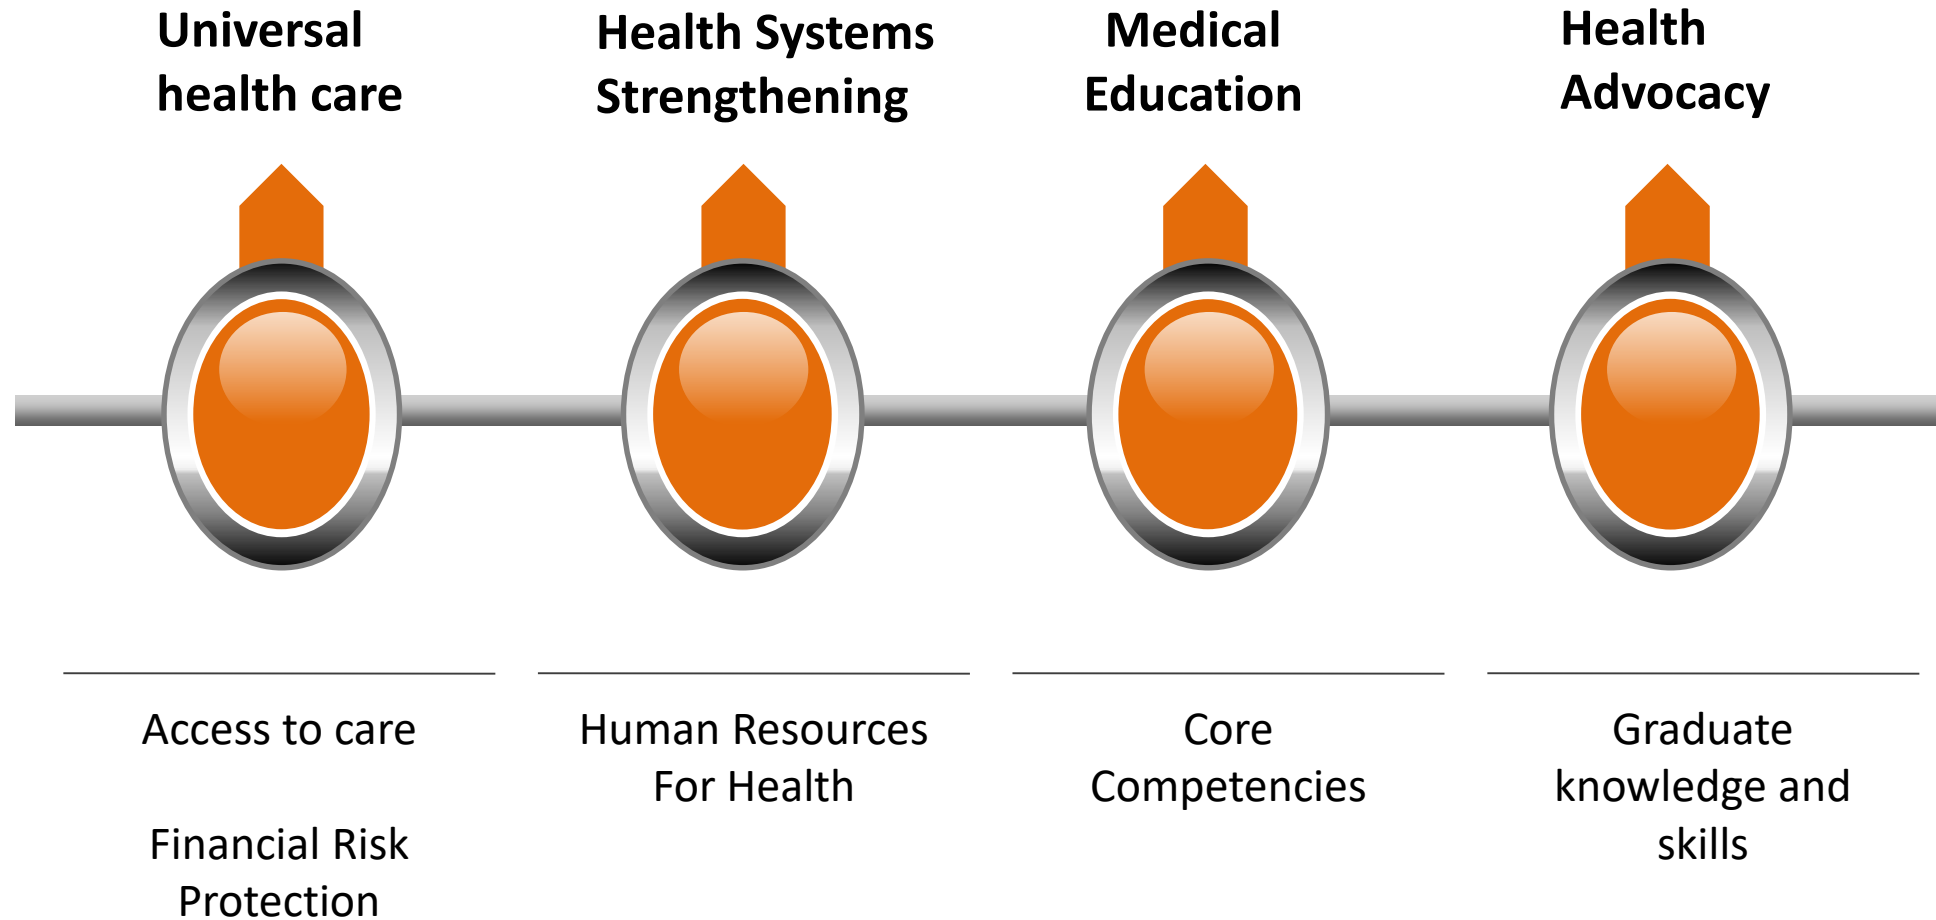 Universal
health care
Health Systems
Strengthening
Medical
Education
Health
Advocacy
Access to care
Financial Risk
Protection
Human Resources
For Health
Core
Competencies
Graduate
knowledge and
skills